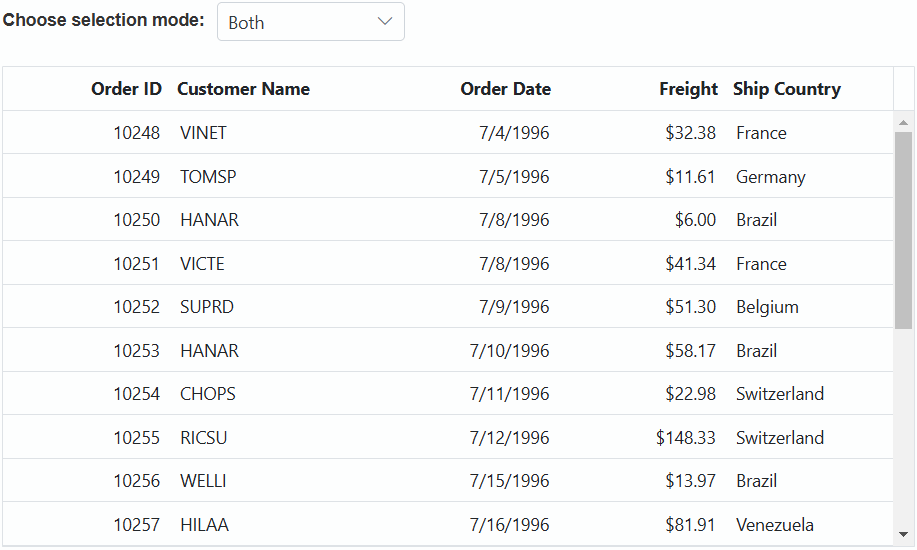 Choose selection mode: Both
Order ID Customer Name Order Date Freight Ship Country
10248 VINET 7/4/1996 $32.38 France
10249 TOMSP 7/5/1996 $11.61 Germany
10250 HANAR 7/8/1996 $6.00 Brazil
10251 VICTE 7/8/1996 $41.34 France
10252 SUPRD 7/9/1996 $51.30 Belgium
10253 HANAR 7/10/1996 $58.17 Brazil
10254 CHOPS 7/11/1996 $22.98 Switzerland
10255 RICSU 7/12/1996 $148.33 Switzerland
10256 WELLI 7/15/1996 $13.97 Brazil
10257 HILAA 7/16/1996 $81.91 Venezuela